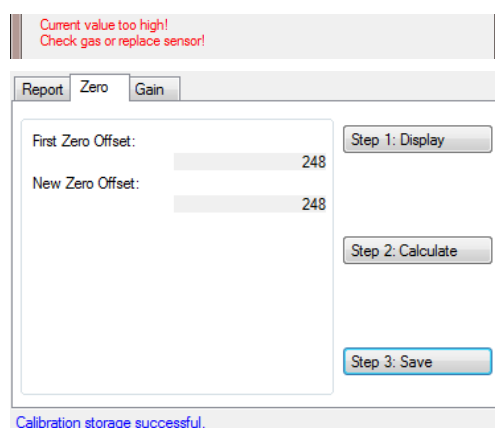 Current value too high!
Check gas or replace sensor!
Report Zero Gain
First Zero Offset:
Step 1: Display
248
New Zero Offset:
248
Step 2: Calculate
Step 3: Save
Calibration storage successful.